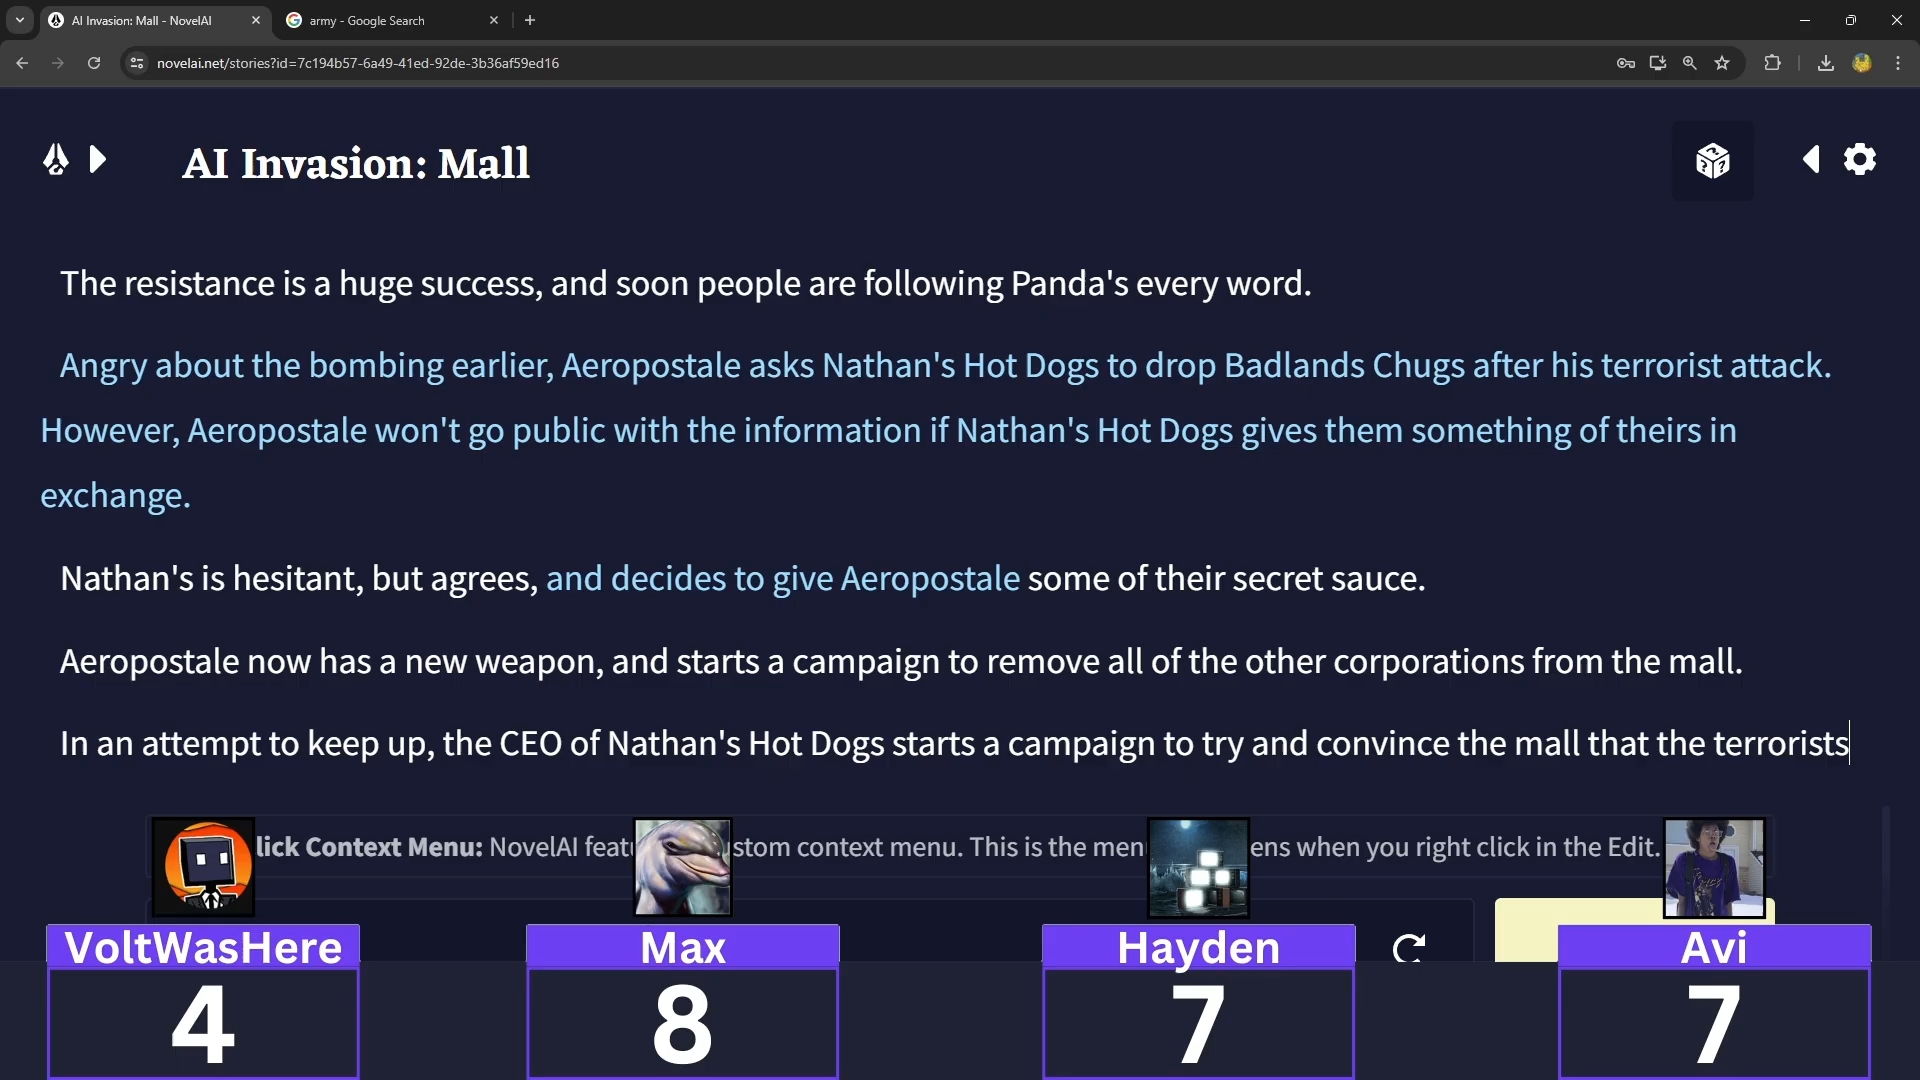 AI Invasion: Mall - NovelAI
army - Google Search
novelai.net/stories?id=7c194b57-6a49-41ed-92de-3b36af59ed16
AI Invasion: Mall
The resistance is a huge success, and soon people are following Panda's every word.
Angry about the bombing earlier, Aeropostale asks Nathan's Hot Dogs to drop Badlands Chugs after his terrorist attack.
However, Aeropostale won't go public with the information if Nathan's Hot Dogs gives them something of theirs in
exchange.
Nathan's is hesitant, but agrees, and decides to give Aeropostale some of their secret sauce.
Aeropostale now has a new weapon, and starts a campaign to remove all of the other corporations from the mall.
In an attempt to keep up, the CEO of Nathan's Hot Dogs starts a campaign to try and convince the mall that the terrorists
lick Context Menu: NovelAI featu stom context menu. This is the men ens when you right click in the Edit.
VoltWasHere
Max
Hayden
Avi
4
8
7
7